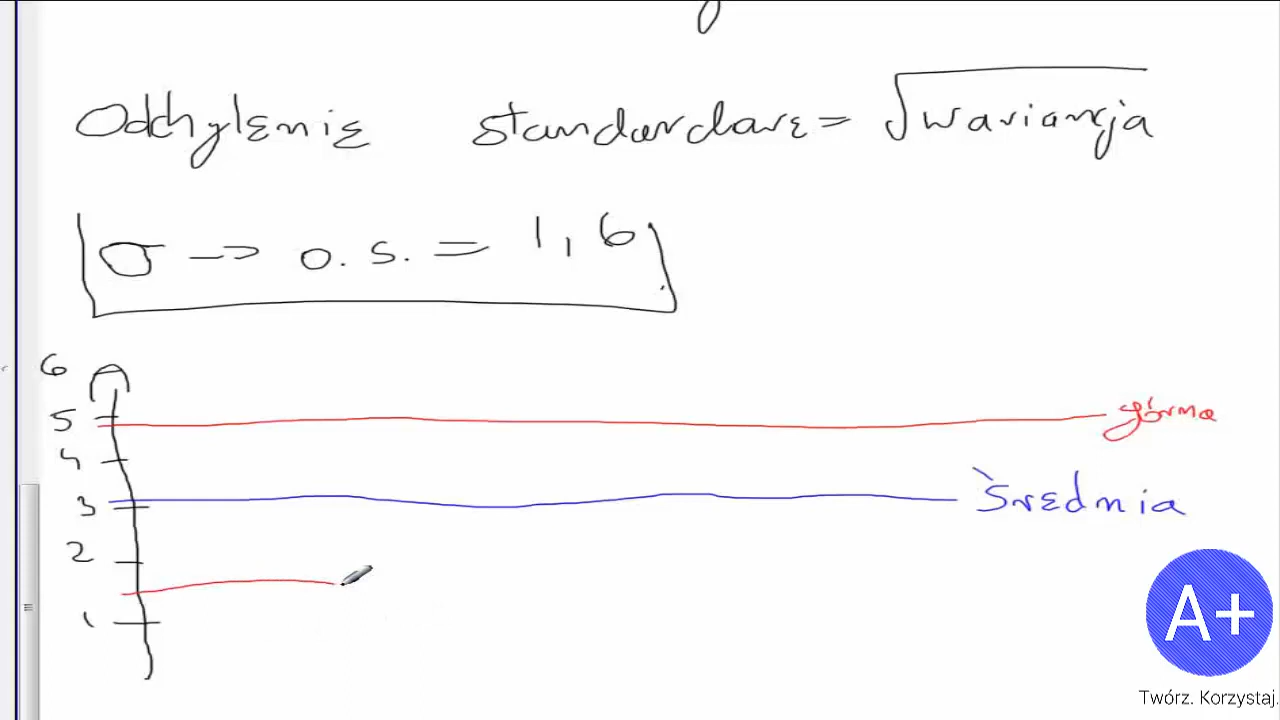 Odchylenie standardowe = √wariancja
σ -> o.s. = 1,6
6
5
górna
4
3
średnia
2
1
A+
Twórz. Korzystaj.